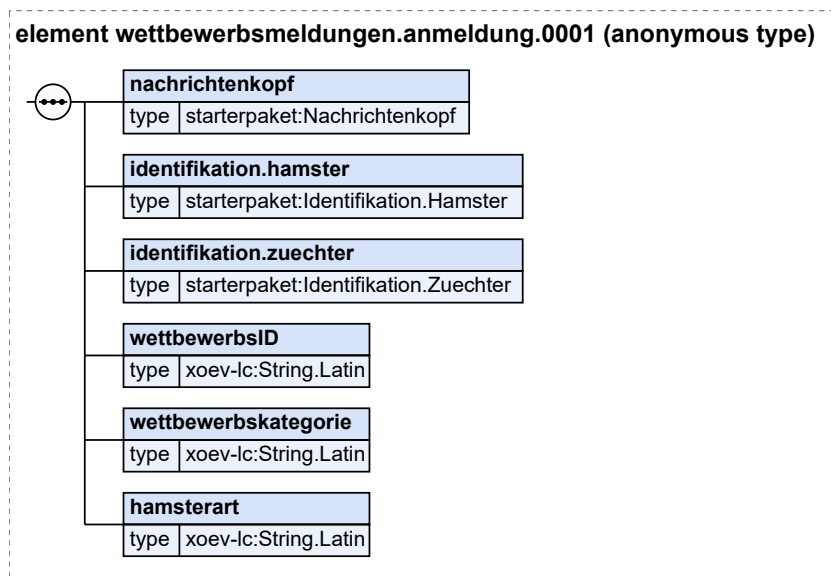 element wettbewerbsmeldungen.anmeldung.0001 (anonymous type)
nachrichtenkopf
type starterpaket:Nachrichtenkopf
identifikation.hamster
type starterpaket:Identifikation.Hamster
identifikation.zuechter
type starterpaket:Identifikation.Zuechter
wettbewerbsID
type xoev-lc:String.Latin
wettbewerbskategorie
type xoev-lc:String.Latin
hamsterart
type xoev-lc:String.Latin